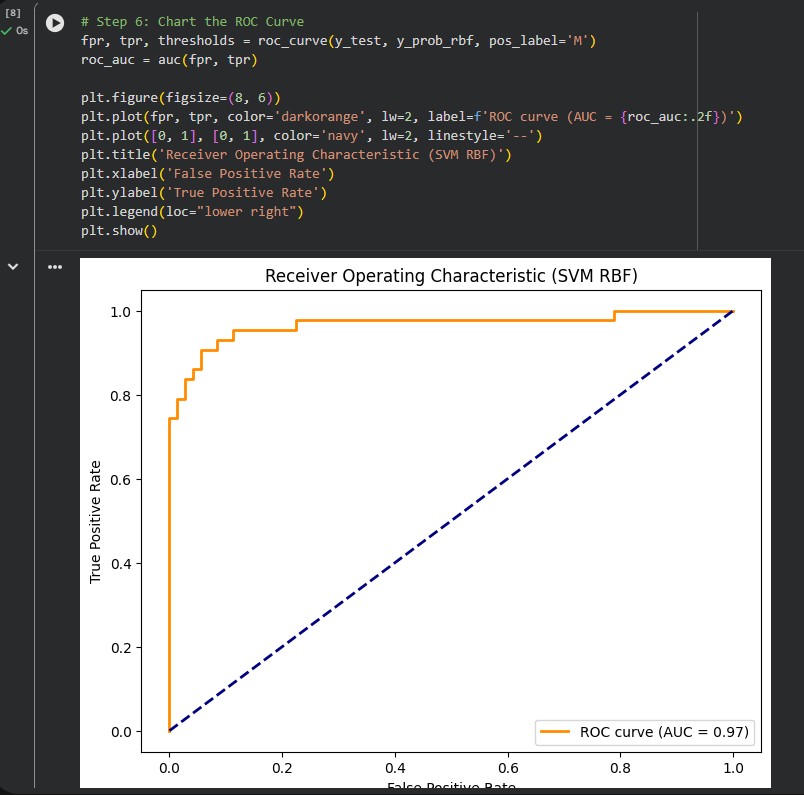 [8]
0s
# Step 6: Chart the ROC Curve
fpr, tpr, thresholds = roc_curve(y_test, y_prob_rbf, pos_label='M')
roc_auc = auc(fpr, tpr)
plt.figure(figsize=(8, 6))
plt.plot(fpr, tpr, color='darkorange', lw=2, label=f'ROC curve (AUC = {roc_auc:.2f})')
plt.plot([0, 1], [0, 1], color='navy', lw=2, linestyle='--')
plt.title('Receiver Operating Characteristic (SVM RBF)')
plt.xlabel('False Positive Rate')
plt.ylabel('True Positive Rate')
plt.legend(loc="lower right")
plt.show()
Receiver Operating Characteristic (SVM RBF)
1.0
0.8
0.6
0.4
0.2
0.0
True Positive Rate
ROC curve (AUC = 0.97)
0.0 0.2 0.4 0.6 0.8 1.0
False Positive Rate